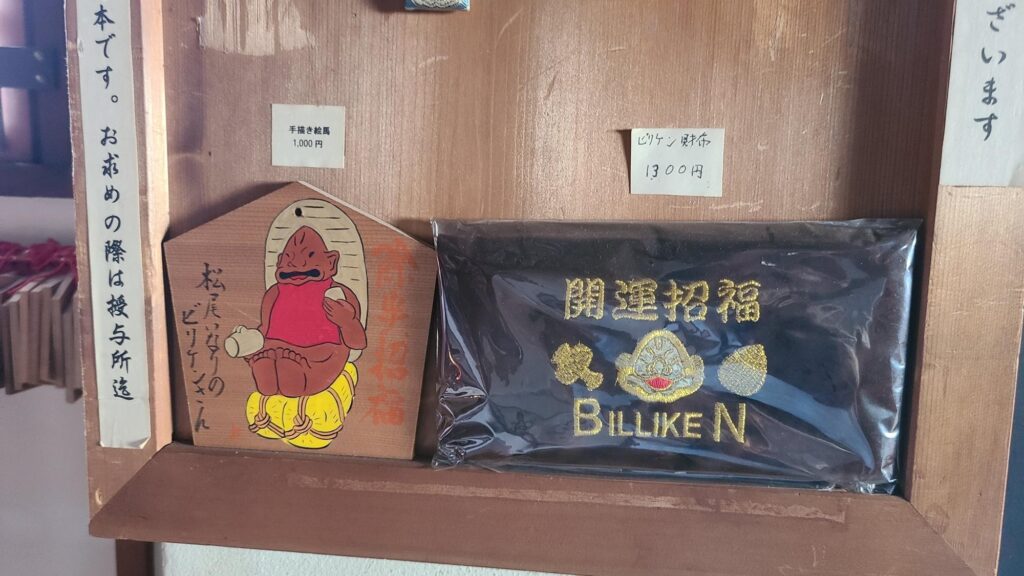 本です。お求めの際は授与所迄
手描き絵馬
1,000円
ビリケン財布
1300円
ざいます
松尾いなりの
ビリケンさん
招福
開運招福
BILLIKEN